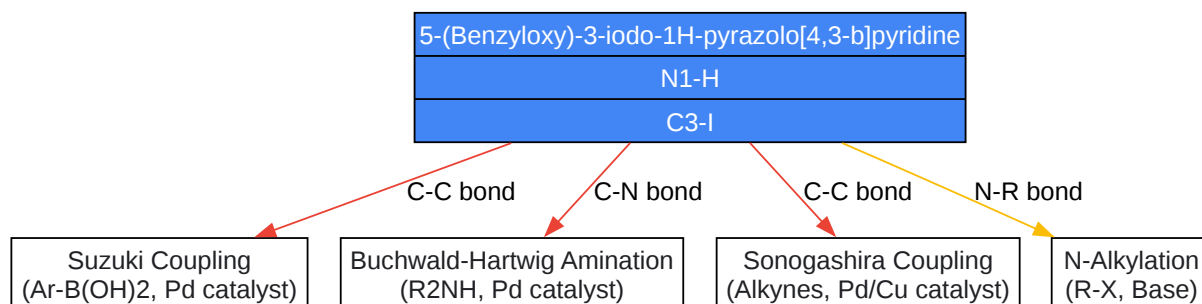 5-(Benzyloxy)-3-iodo-1H-pyrazolo[4,3-b]pyridine
N1-H
C3-I
C-C bond
C-N bond
C-C bond
N-R bond
Suzuki Coupling
(Ar-B(OH)2, Pd catalyst)
Buchwald-Hartwig Amination
(R2NH, Pd catalyst)
Sonogashira Coupling
(Alkynes, Pd/Cu catalyst)
N-Alkylation
(R-X, Base)